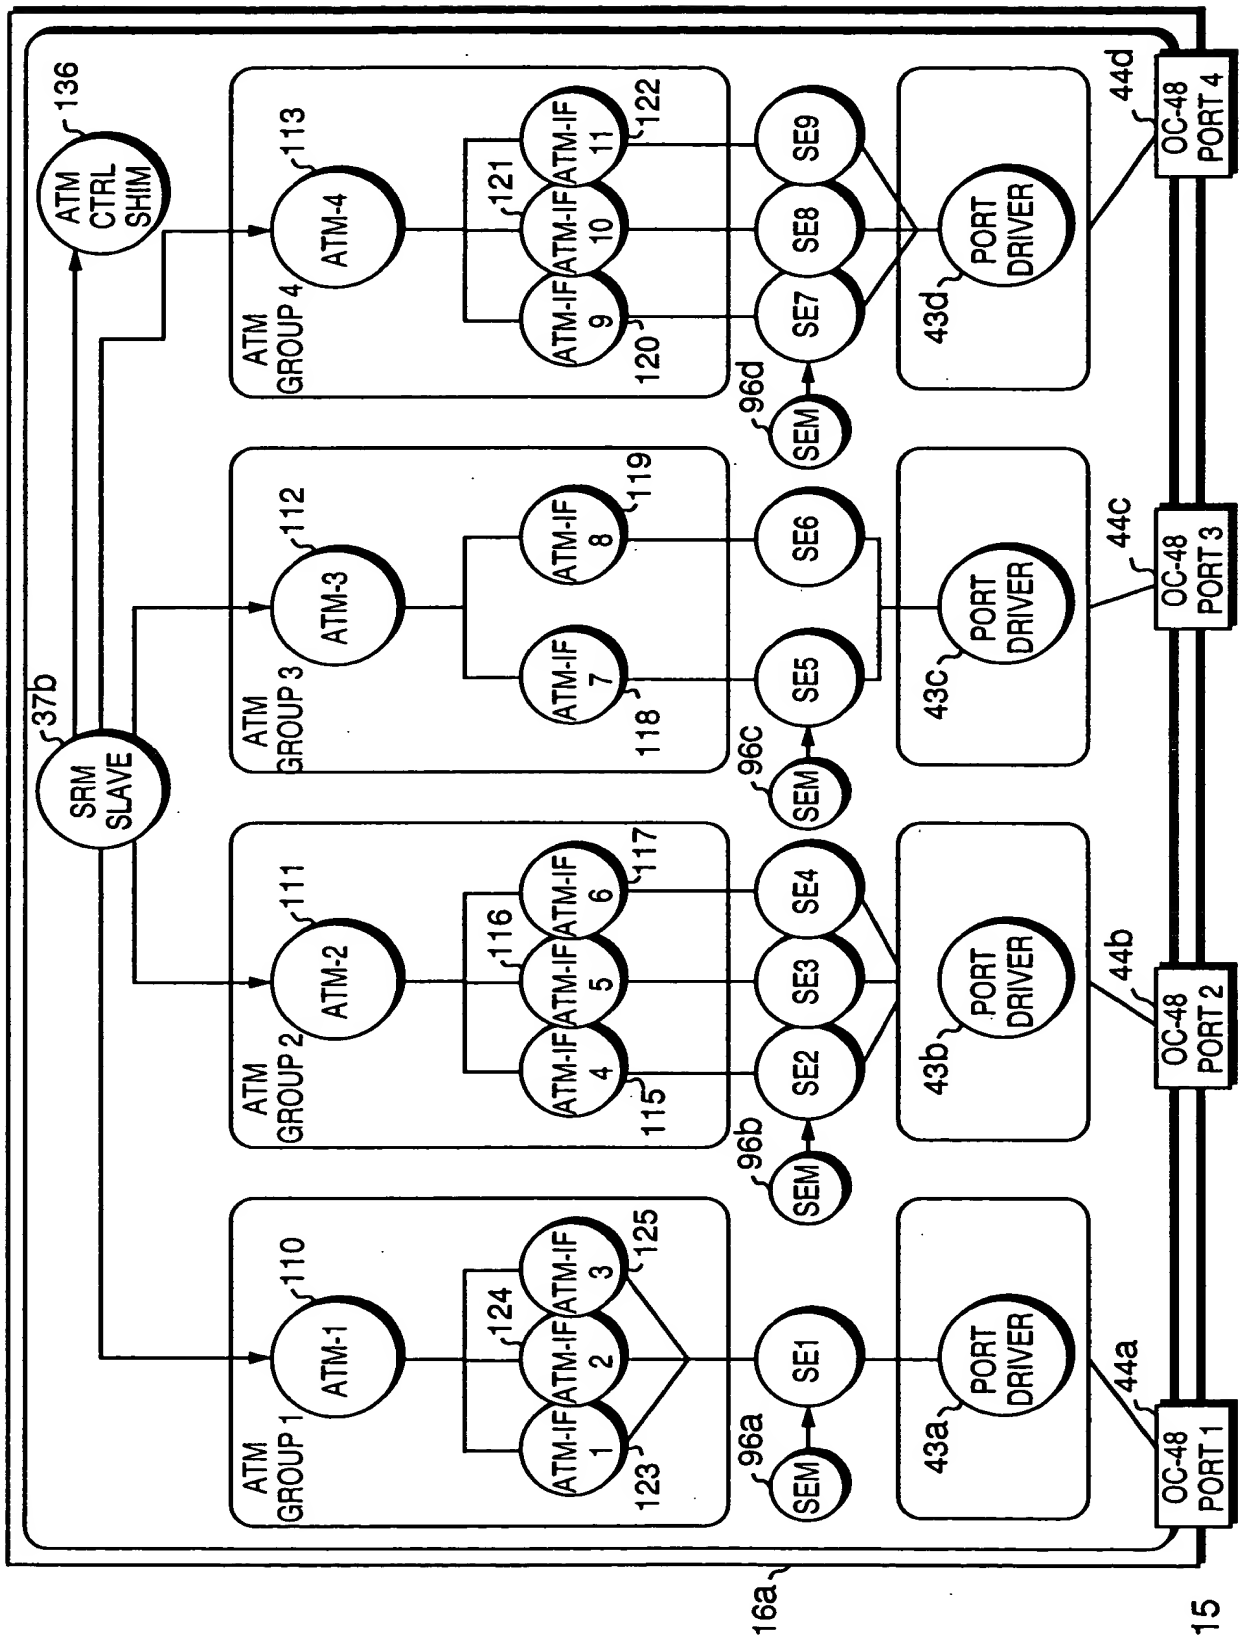 37b
SRM
SLAVE
136
ATM
CTRL
SHIM
ATM
GROUP 1
110
ATM-1
124
ATM-IF
1
ATM-IF
2
ATM-IF
3
123
125
ATM
GROUP 2
111
ATM-2
116
ATM-IF
4
ATM-IF
5
ATM-IF
6
115
117
ATM
GROUP 3
112
ATM-3
ATM-IF
7
ATM-IF
8
118
119
ATM
GROUP 4
113
ATM-4
121
ATM-IF
9
ATM-IF
10
ATM-IF
11
120
122
96a
SEM
SE1
96b
SEM
SE2
SE3
SE4
96c
SEM
SE5
SE6
96d
SEM
SE7
SE8
SE9
43a
PORT
DRIVER
43b
PORT
DRIVER
43c
PORT
DRIVER
43d
PORT
DRIVER
16a
44a
OC-48
PORT 1
44b
OC-48
PORT 2
44c
OC-48
PORT 3
44d
OC-48
PORT 4
15